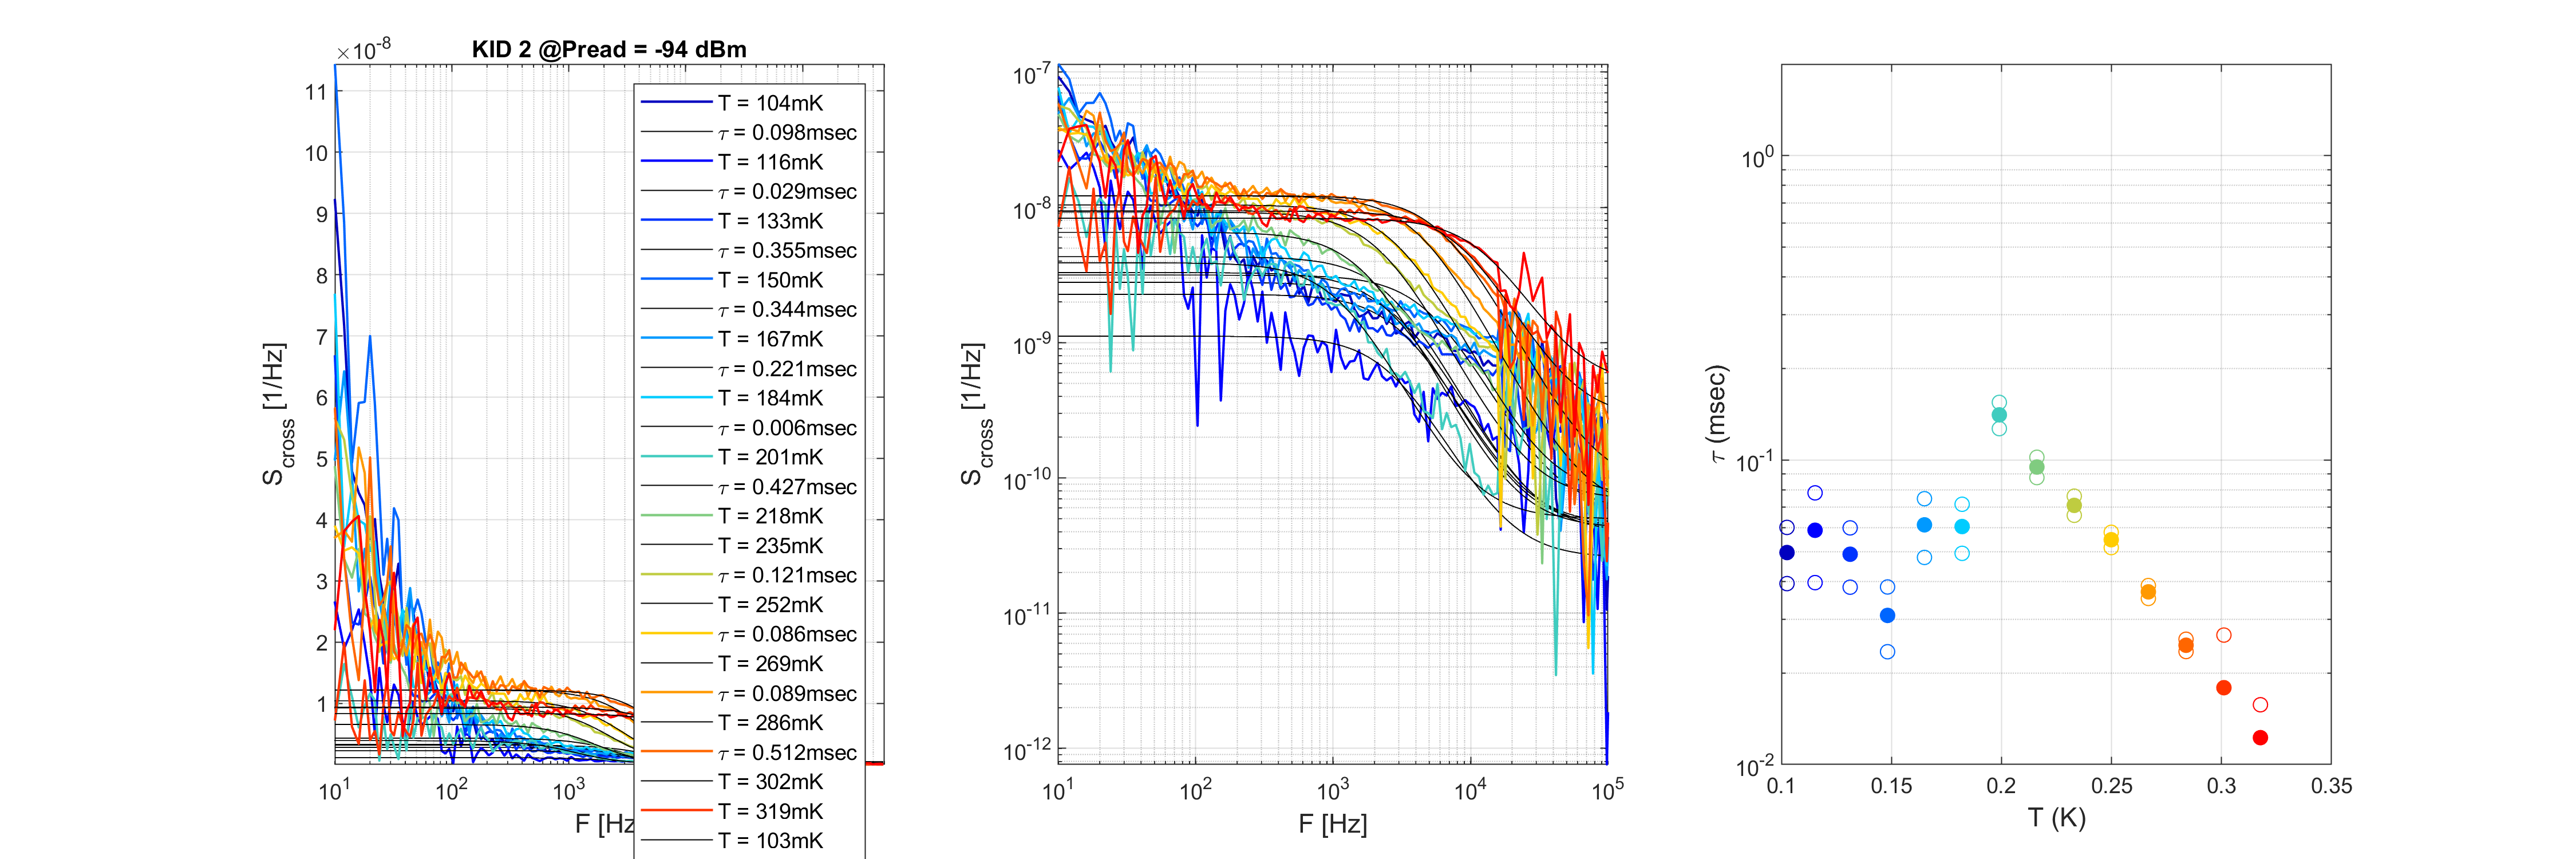 ×10^-8
KID 2 @Pread = -94 dBm
11
10
9
8
7
6
5
4
3
2
1
S_cross [1/Hz]
10^1
10^2
10^3
F [Hz
T = 104mK
τ = 0.098msec
T = 116mK
τ = 0.029msec
T = 133mK
τ = 0.355msec
T = 150mK
τ = 0.344msec
T = 167mK
τ = 0.221msec
T = 184mK
τ = 0.006msec
T = 201mK
τ = 0.427msec
T = 218mK
T = 235mK
τ = 0.121msec
T = 252mK
τ = 0.086msec
T = 269mK
τ = 0.089msec
T = 286mK
τ = 0.512msec
T = 302mK
T = 319mK
T = 103mK
10^-7
10^-8
10^-9
10^-10
10^-11
10^-12
S_cross [1/Hz]
10^1
10^2
10^3
10^4
10^5
F [Hz]
10^0
10^-1
10^-2
τ (msec)
0.1
0.15
0.2
0.25
0.3
0.35
T (K)